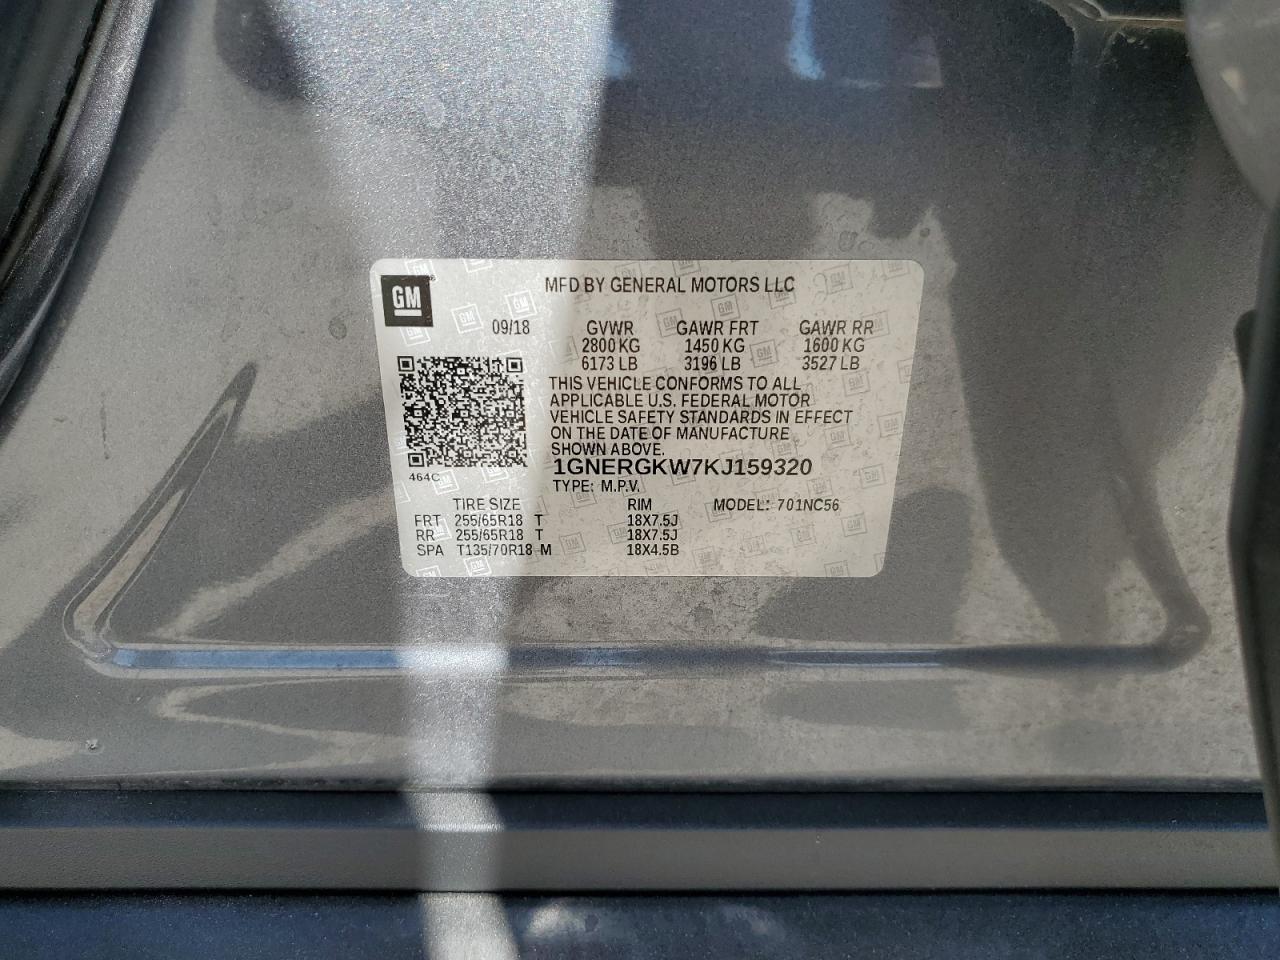 GM
MFD BY GENERAL MOTORS LLC
09/18 GVWR GAWR FRT GAWR RR
2800 KG 1450 KG 1600 KG
6173 LB 3196 LB 3527 LB
THIS VEHICLE CONFORMS TO ALL
APPLICABLE U.S. FEDERAL MOTOR
VEHICLE SAFETY STANDARDS IN EFFECT
ON THE DATE OF MANUFACTURE
SHOWN ABOVE.
464C 1GNERGKW7KJ159320
TYPE: M.P.V.
TIRE SIZE RIM MODEL: 701NC56
FRT 255/65R18 T 18X7.5J
RR 255/65R18 T 18X7.5J
SPA T135/70R18 M 18X4.5B